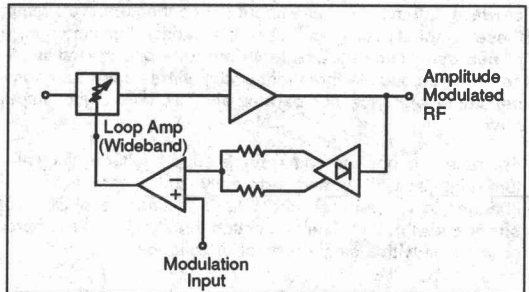 Amplitude
Modulated
RF
Loop Amp
(Wideband)
−
+
Modulation
Input